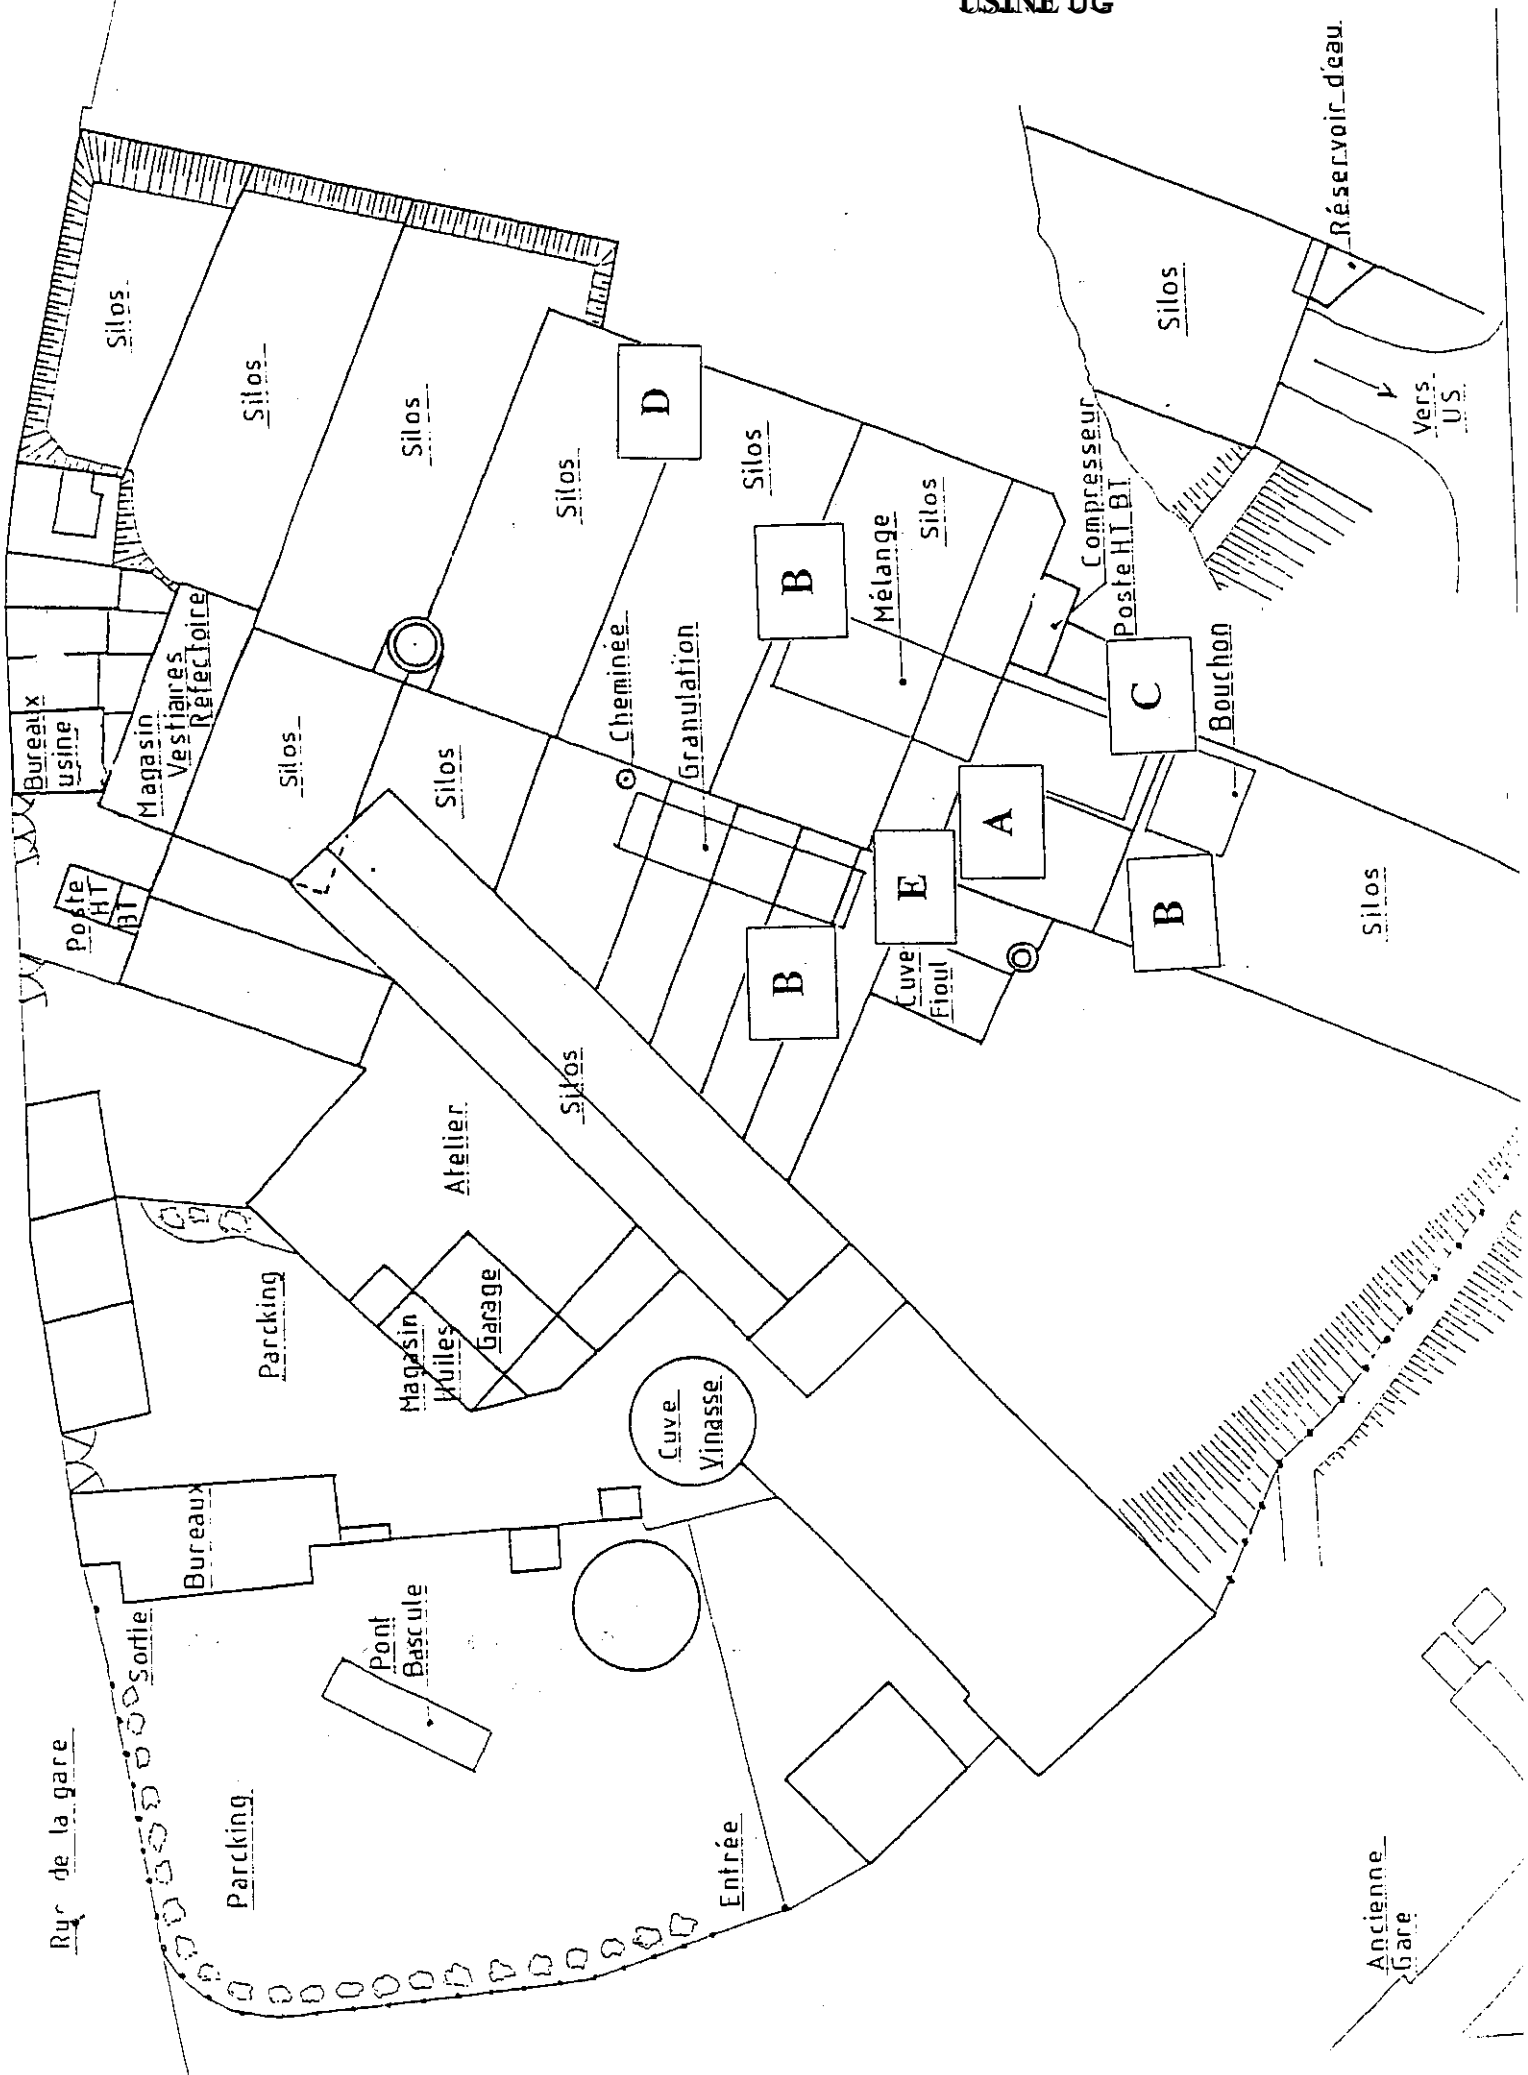 USINE UG
Réservoir d'eau
Silos
Vers
US
Silos
Silos
Silos
Silos
D
Silos
Silos
Compresseur
Poste HT BT
B
Mélange
C
Bouchon
Bureaux
usine
Magasin
Vestiaires
Réfectoire
Silos
Silos
Cheminée
Granulation
A
E
B
B
Silos
Poste
HT
BT
Cuve
Fioul
Silos
Atelier
Parcking
Magasin
Huiles
Garage
Cuve
Vinasse
Bureaux
Sortie
Pont
Bascule
de la gare
Parcking
Entrée
Ancienne
Gare